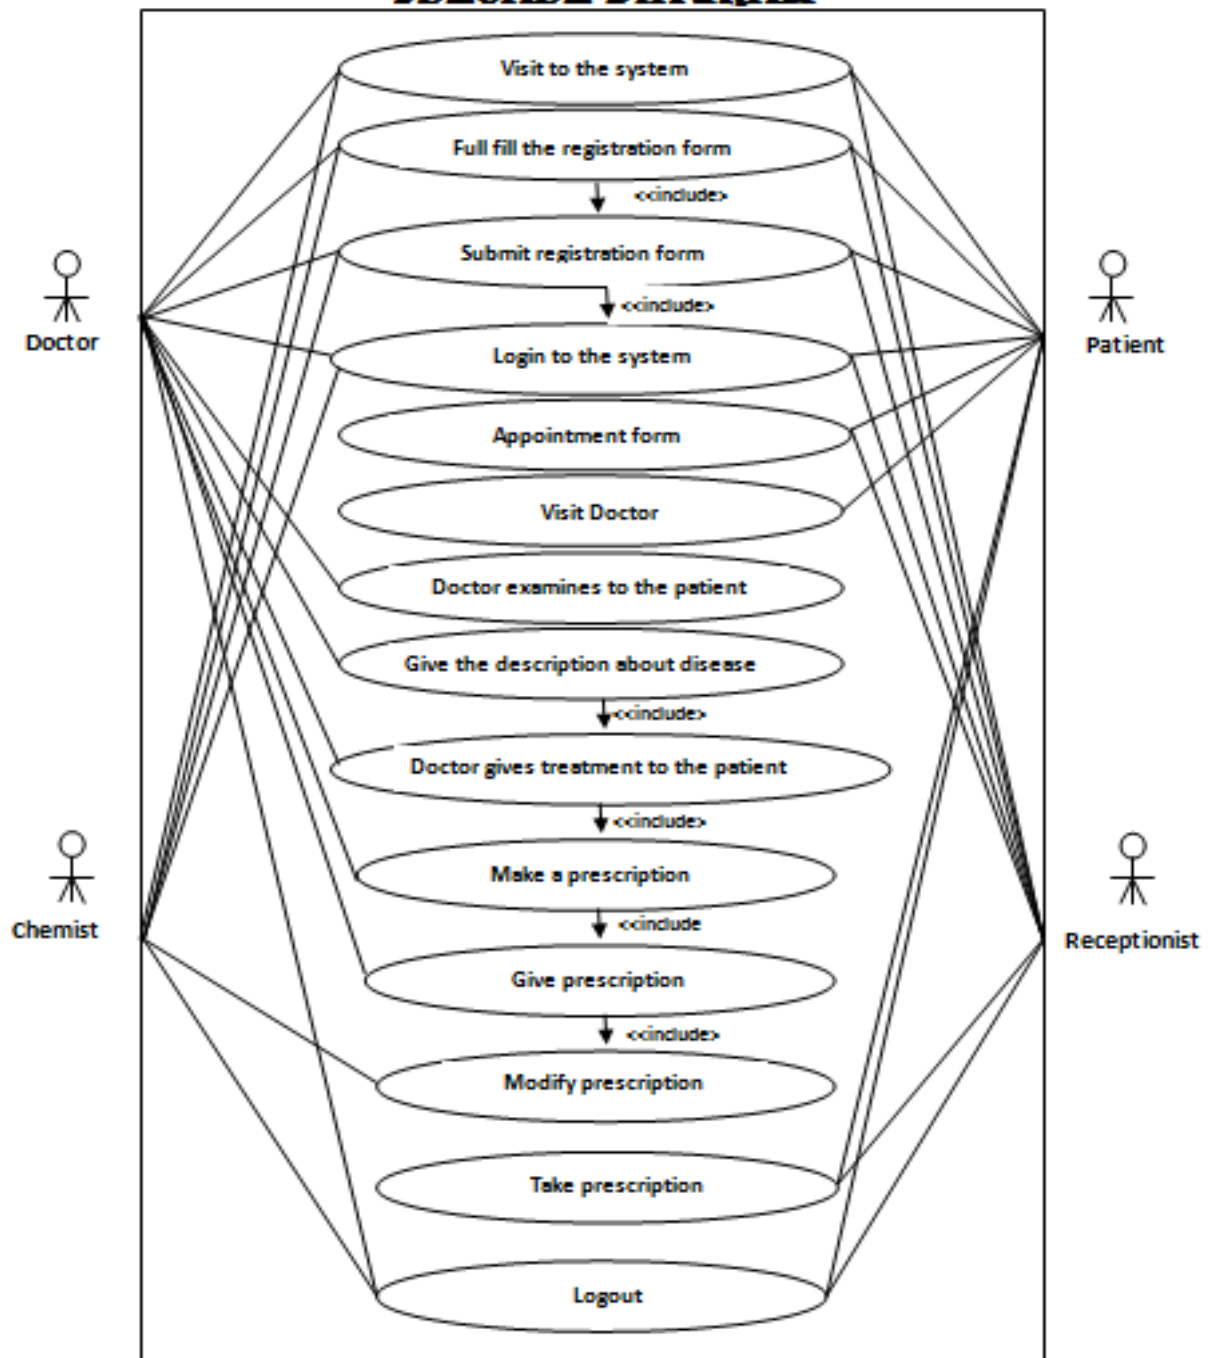 Visit to the system
Full fill the registration form
<<include>
Submit registration form
<<include>
Doctor
Patient
Login to the system
Appointment form
Visit Doctor
Doctor examines to the patient
Give the description about disease
<<include>
Doctor gives treatment to the patient
<<include>
Make a prescription
<<include
Chemist
Receptionist
Give prescription
<<include>
Modify prescription
Take prescription
Logout